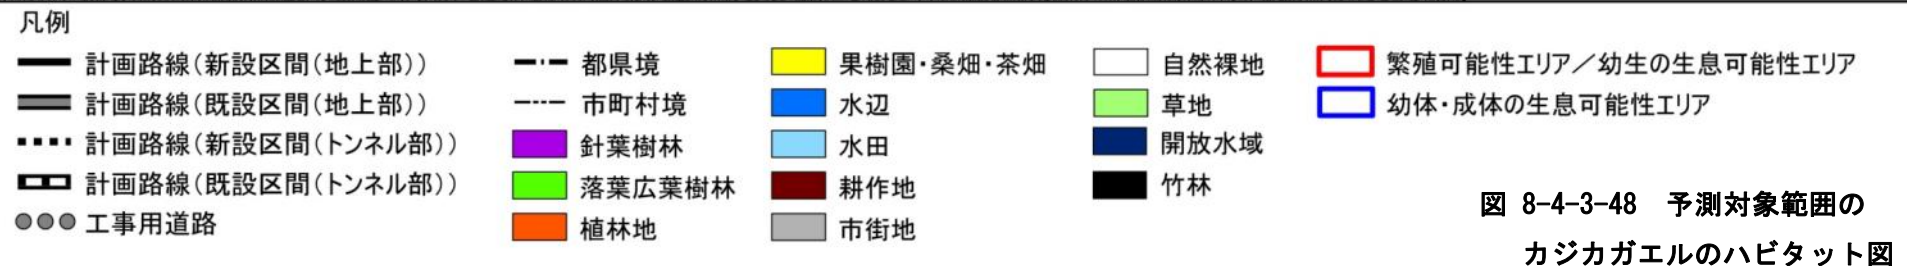 凡例
計画路線(新設区間(地上部))
計画路線(既設区間(地上部))
計画路線(新設区間(トンネル部))
計画路線(既設区間(トンネル部))
工事用道路
都県境
市町村境
針葉樹林
落葉広葉樹林
植林地
果樹園・桑畑・茶畑
水辺
水田
耕作地
市街地
自然裸地
草地
開放水域
竹林
繁殖可能性エリア/幼生の生息可能性エリア
幼体・成体の生息可能性エリア
図 8-4-3-48 予測対象範囲の
カジカガエルのハビタット図